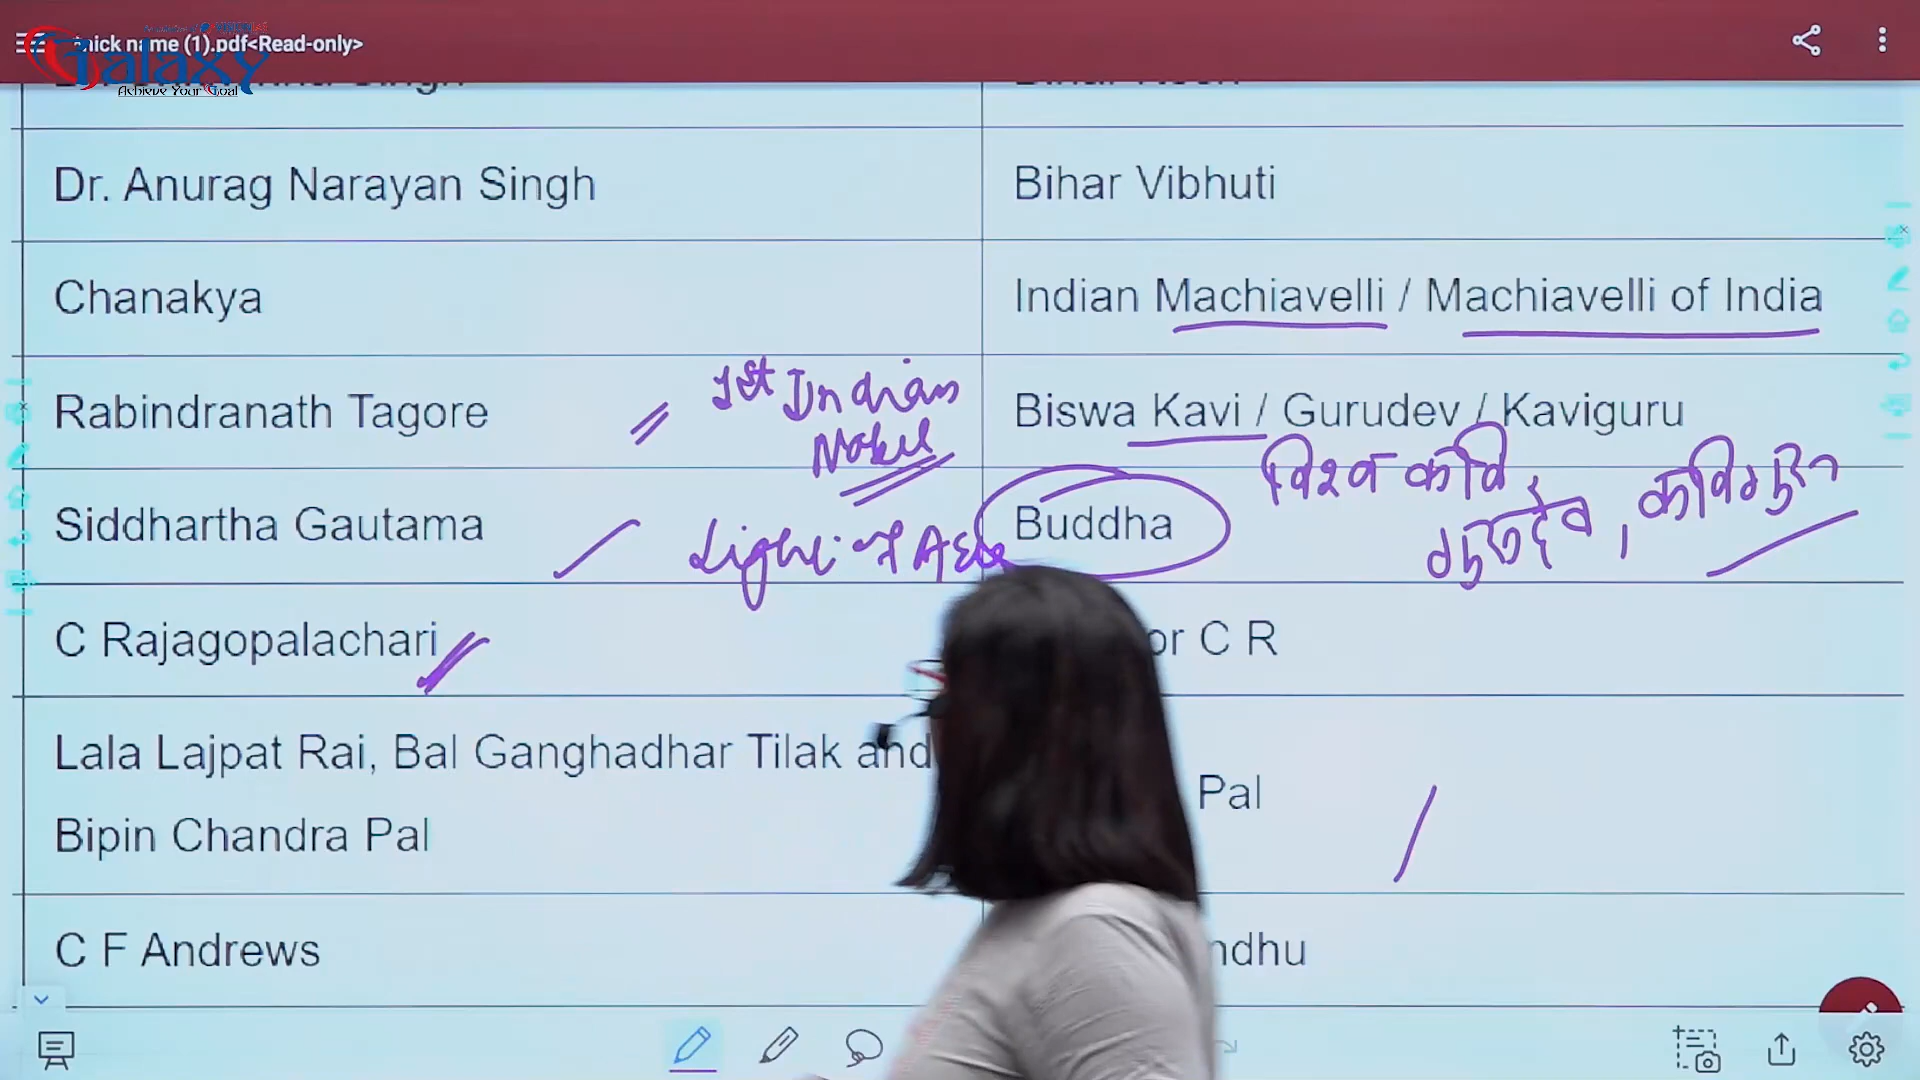 nick name (1).pdf<Read-only>
Galaxy
Achieve Your Goal
Dr. Anurag Narayan Singh
Bihar Vibhuti
Chanakya
Indian Machiavelli / Machiavelli of India
Rabindranath Tagore
1st Indian
Nobel
Biswa Kavi / Gurudev / Kaviguru
विश्व कवि,
गुरुदेव, कविगुरु
Siddhartha Gautama
Light of Asia
Buddha
C Rajagopalachari
or C R
Lala Lajpat Rai, Bal Ganghadhar Tilak and
Bipin Chandra Pal
Pal
C F Andrews